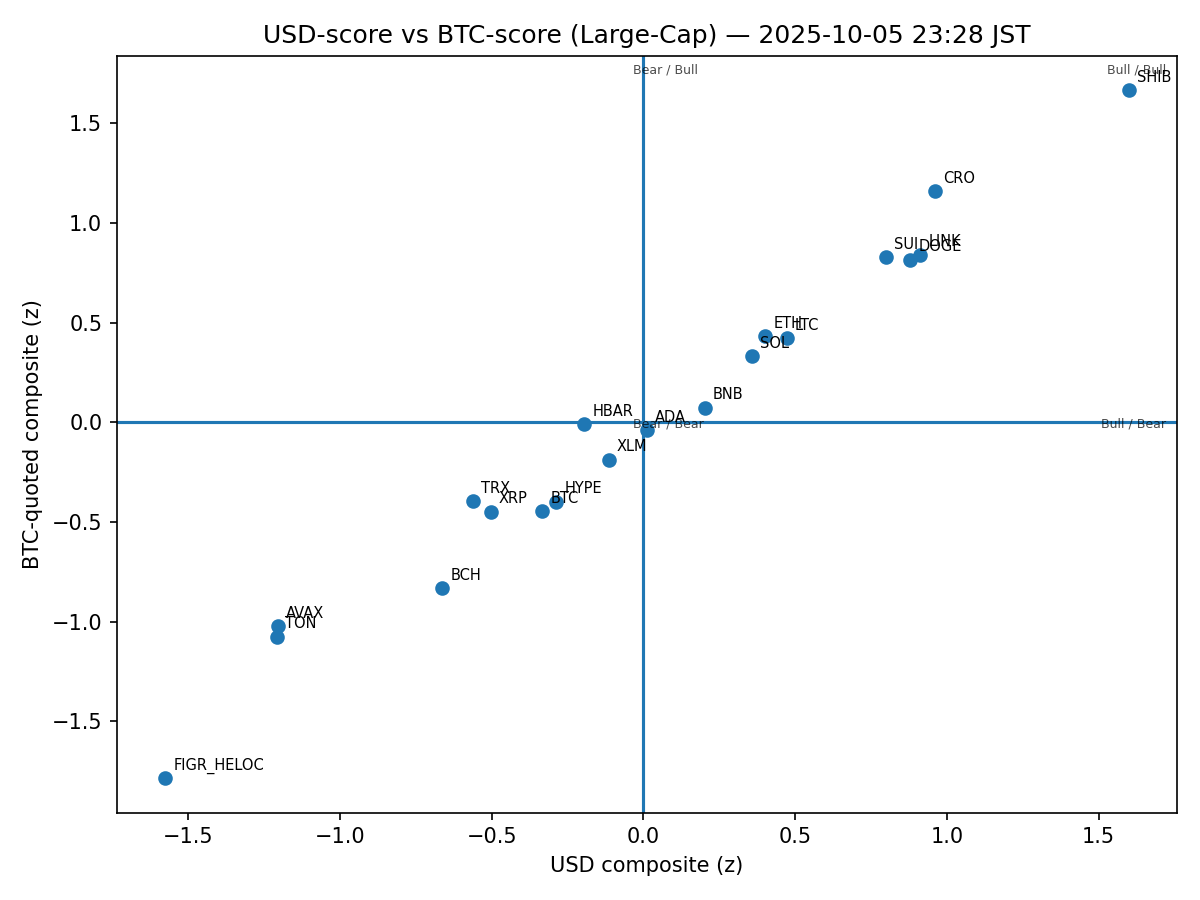 USD-score vs BTC-score (Large-Cap) — 2025-10-05 23:28 JST
Bear / Bull
Bull / Bull
SHIB
1.5
CRO
1.0
SUI
LINK
DOGE
0.5
ETH
LTC
SOL
BNB
HBAR
ADA
0.0
Bear / Bear
Bull / Bear
XLM
TRX
HYPE
XRP
BTC
−0.5
BCH
AVAX
−1.0
TON
−1.5
FIGR_HELOC
BTC-quoted composite (z)
−1.5
−1.0
−0.5
0.0
0.5
1.0
1.5
USD composite (z)